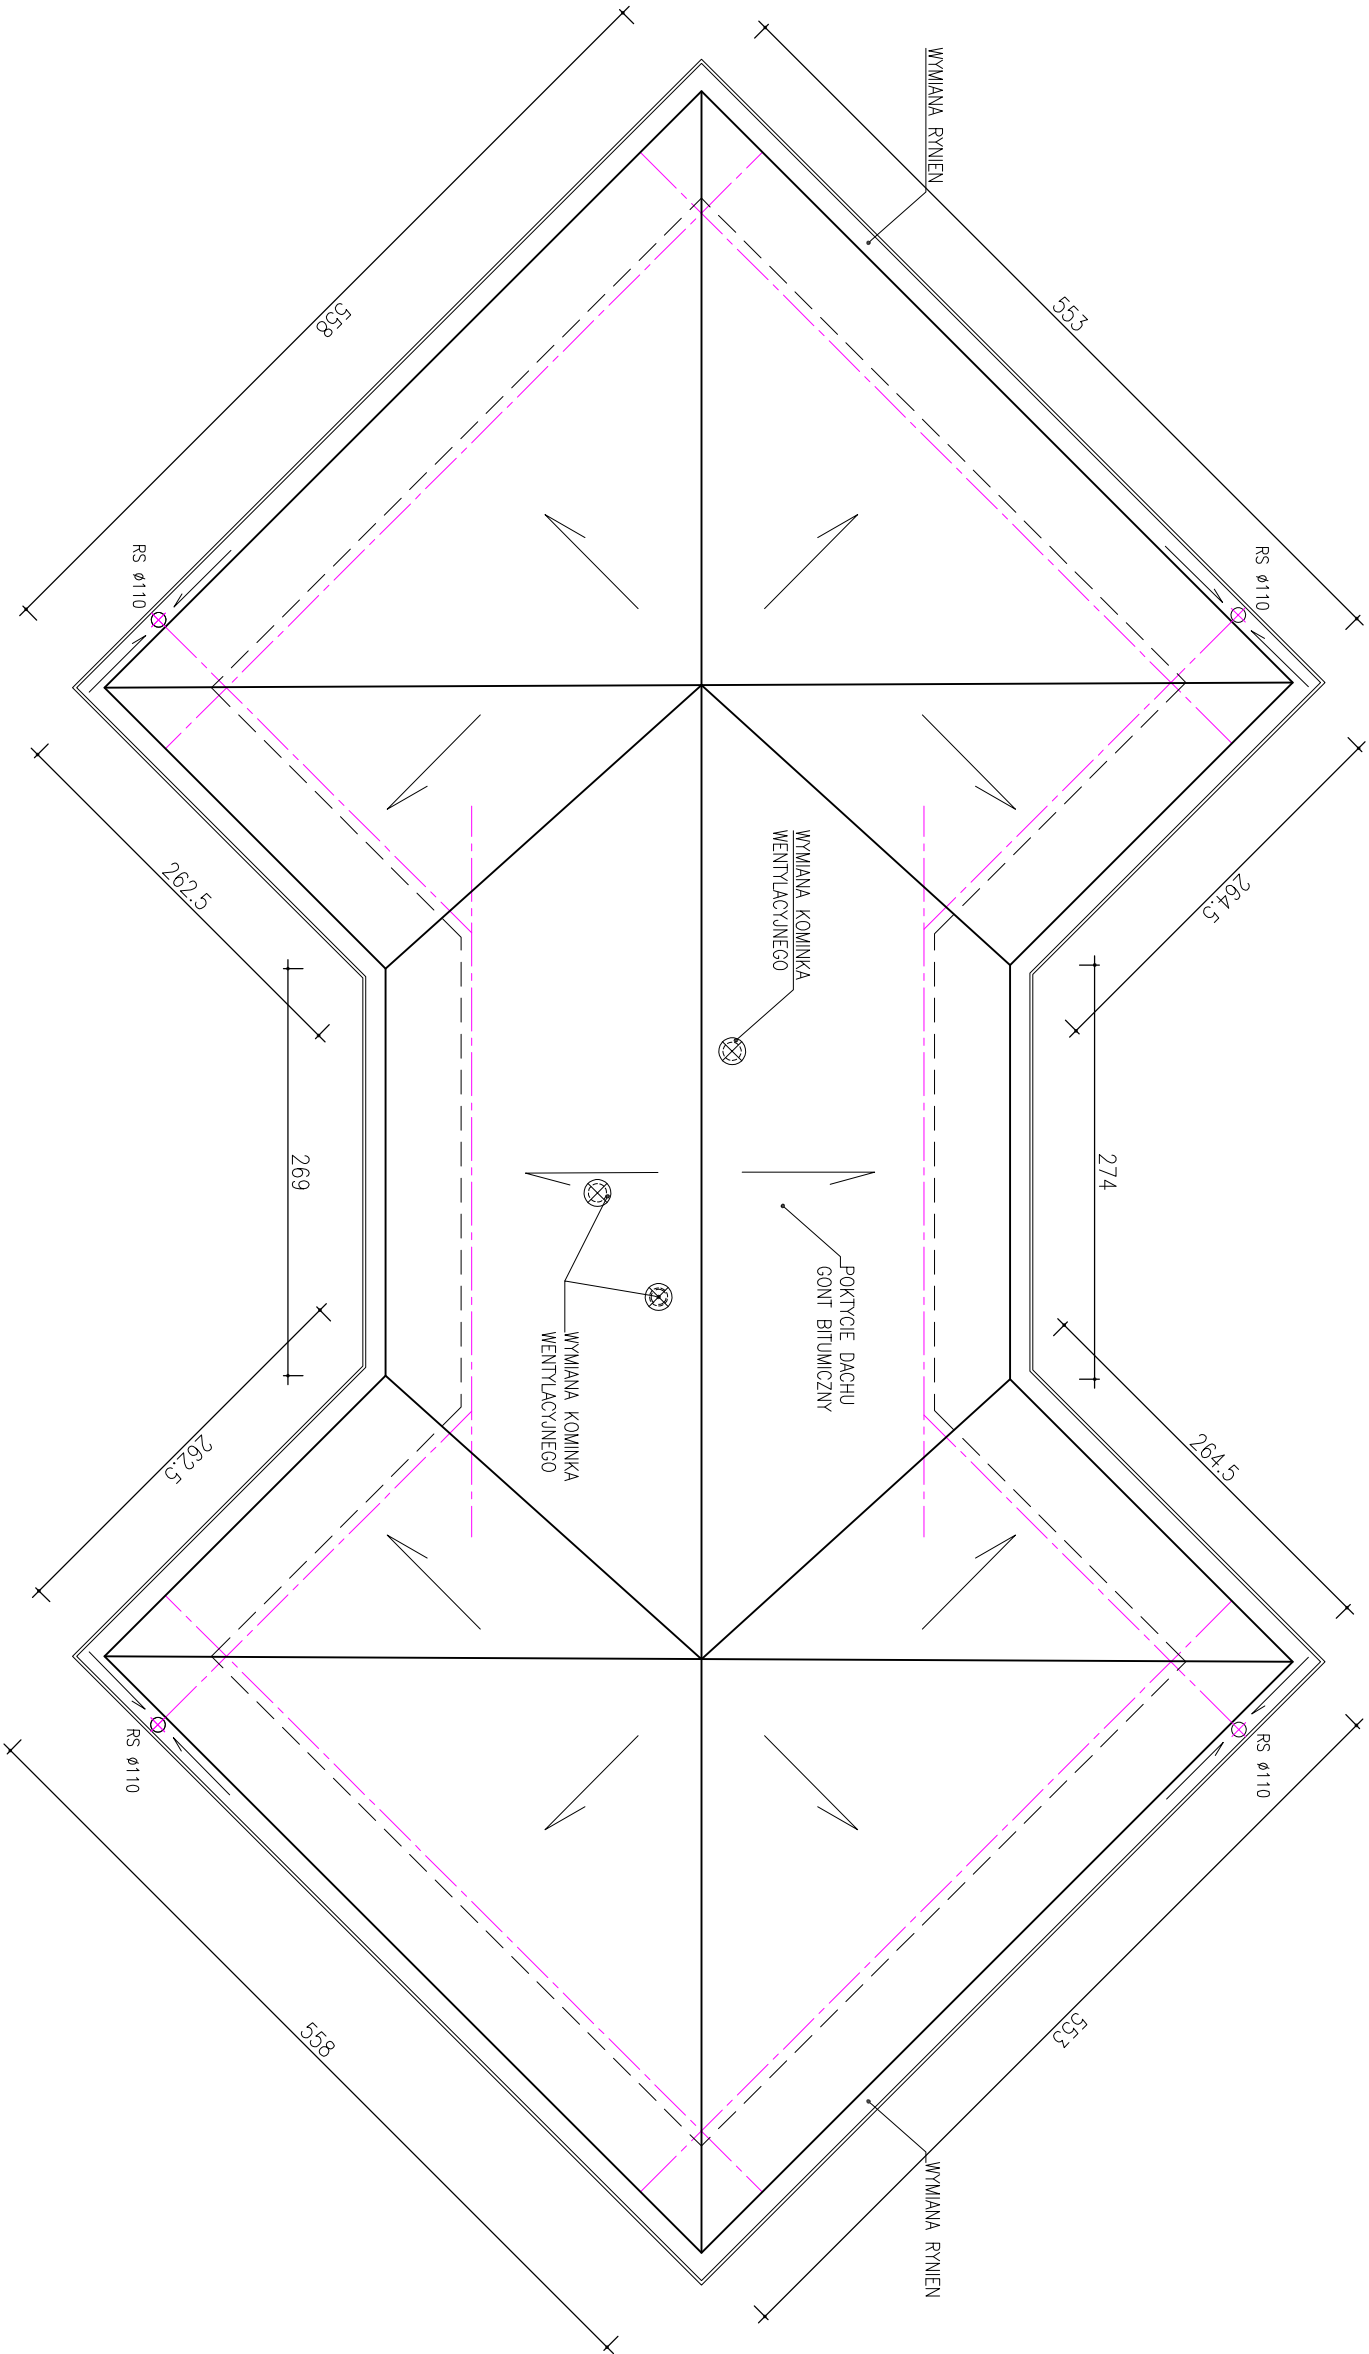 WYMIANA RYNIEN
553
558
RS ø110
RS ø110
264.5
262.5
WYMIANA KOMINKA
WENTYLACYJNEGO
274
269
POKTYCIE DACHU
GONT BITUMICZNY
WYMIANA KOMINKA
WENTYLACYJNEGO
264.5
262.5
RS ø110
RS ø110
553
558
WYMIANA RYNIEN